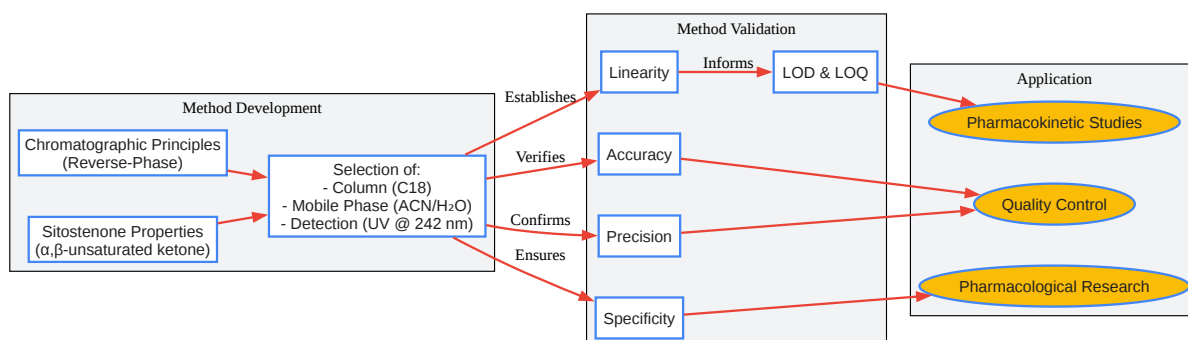 Method Development
Chromatographic Principles
(Reverse-Phase)
Sitostenone Properties
(α,β-unsaturated ketone)
Selection of:
- Column (C18)
- Mobile Phase (ACN/H₂O)
- Detection (UV @ 242 nm)
Establishes
Verifies
Confirms
Ensures
Method Validation
Linearity
Informs
LOD & LOQ
Accuracy
Precision
Specificity
Application
Pharmacokinetic Studies
Quality Control
Pharmacological Research